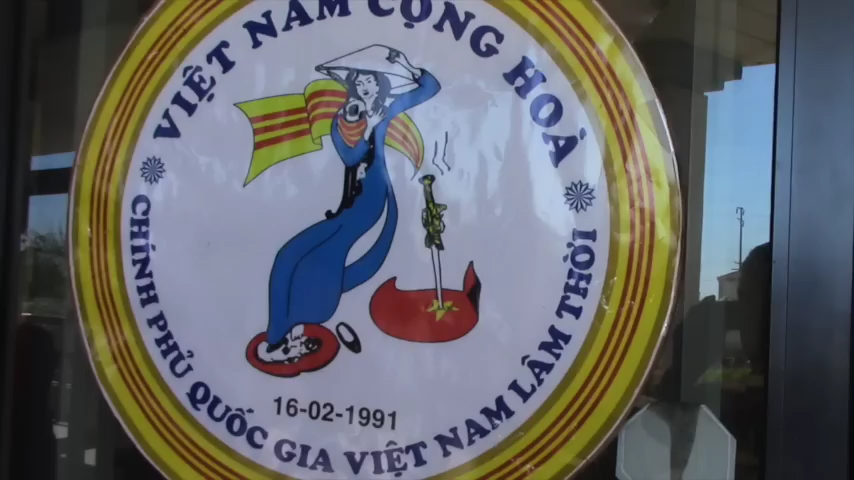 VIỆT NAM CỘNG HOÀ
CHÍNH PHỦ QUỐC GIA VIỆT NAM LÂM THỜI
16-02-1991